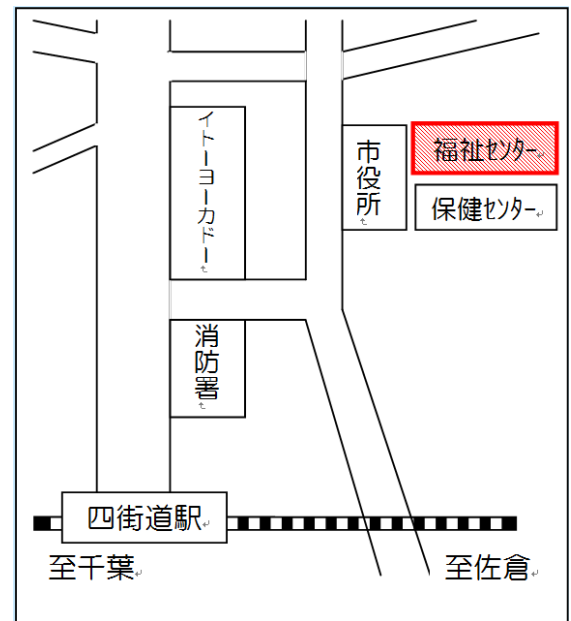 イトーヨーカドー
市役所
福祉センター
保健センター
消防署
四街道駅
至千葉
至佐倉